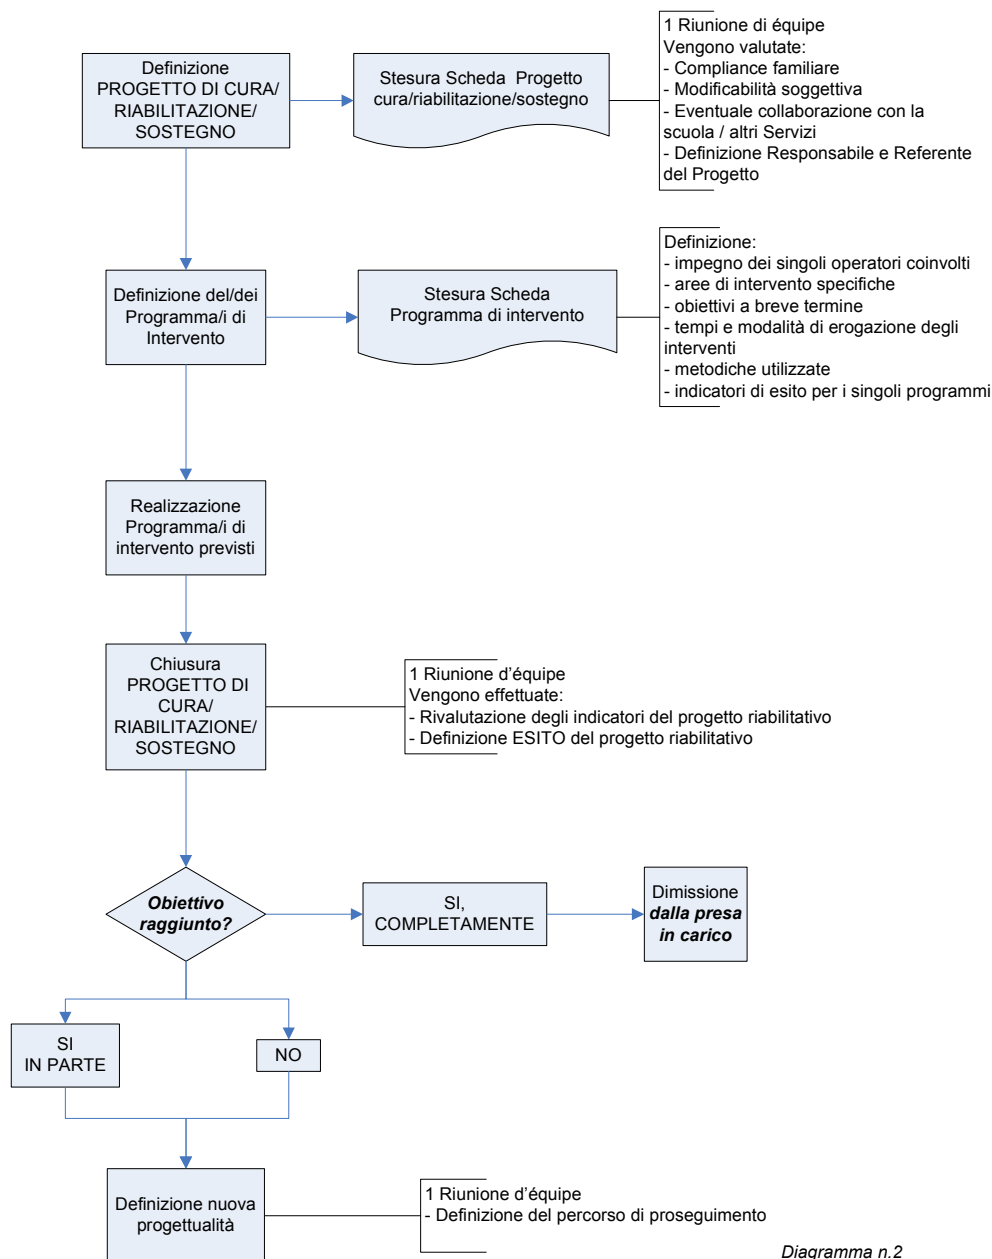 Definizione
PROGETTO DI CURA/
RIABILITAZIONE/
SOSTEGNO
Stesura Scheda  Progetto
cura/riabilitazione/sostegno
1 Riunione di équipe
Vengono valutate:
- Compliance familiare
- Modificabilità soggettiva
- Eventuale collaborazione con la
scuola / altri Servizi
- Definizione Responsabile e Referente
del Progetto
Definizione del/dei
Programma/i di
Intervento
Stesura Scheda
Programma di intervento
Definizione:
- impegno dei singoli operatori coinvolti
- aree di intervento specifiche
- obiettivi a breve termine
- tempi e modalità di erogazione degli
interventi
- metodiche utilizzate
- indicatori di esito per i singoli programmi
Realizzazione
Programma/i di
intervento previsti
Chiusura
PROGETTO DI
CURA/
RIABILITAZIONE/
SOSTEGNO
1 Riunione d'équipe
Vengono effettuate:
- Rivalutazione degli indicatori del progetto riabilitativo
- Definizione ESITO del progetto riabilitativo
Obiettivo
raggiunto?
SI,
COMPLETAMENTE
Dimissione
dalla presa
in carico
SI
IN PARTE
NO
Definizione nuova
progettualità
1 Riunione d'équipe
- Definizione del percorso di proseguimento
Diagramma n.2